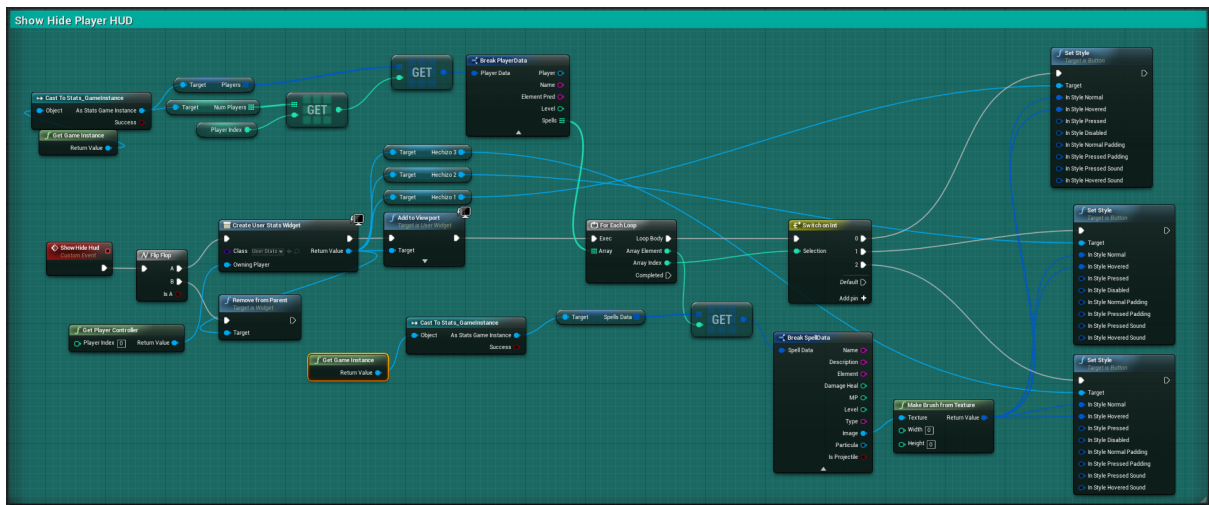 Show Hide Player HUD
Cast To Stats_GameInstance
Object As Stats Game Instance
Success
Get Game Instance
Return Value
Target Players
Target Num Players
Player Index
GET
GET
Break PlayerData
Player Data Player
Name
Element Pred
Level
Spells
Target Hechizo 3
Target Hechizo 2
Target Hechizo 1
ShowHide Hud
Custom Event
Flip Flop
A
B
Is A
Create User Stats Widget
Class User Stats Return Value
Owning Player
Add to Viewport
Target is User Widget
Target
Remove from Parent
Target is Widget
Target
Get Player Controller
Player Index 0 Return Value
Get Game Instance
Return Value
Cast To Stats_GameInstance
Object As Stats Game Instance
Success
Target Spells Data
For Each Loop
Exec Loop Body
Array Array Element
Array Index
Completed
GET
Switch on Int
0
Selection 1
2
Default
Add pin +
Break SpellData
Spell Data Name
Description
Element
Damage Heal
MP
Level
Type
Image
Particula
Is Projectile
Make Brush from Texture
Texture Return Value
Width 0
Height 0
Set Style
Target is Button
Target
In Style Normal
In Style Hovered
In Style Pressed
In Style Disabled
In Style Normal Padding
In Style Pressed Padding
In Style Pressed Sound
In Style Hovered Sound
Set Style
Target is Button
Target
In Style Normal
In Style Hovered
In Style Pressed
In Style Disabled
In Style Normal Padding
In Style Pressed Padding
In Style Pressed Sound
In Style Hovered Sound
Set Style
Target is Button
Target
In Style Normal
In Style Hovered
In Style Pressed
In Style Disabled
In Style Normal Padding
In Style Pressed Padding
In Style Pressed Sound
In Style Hovered Sound